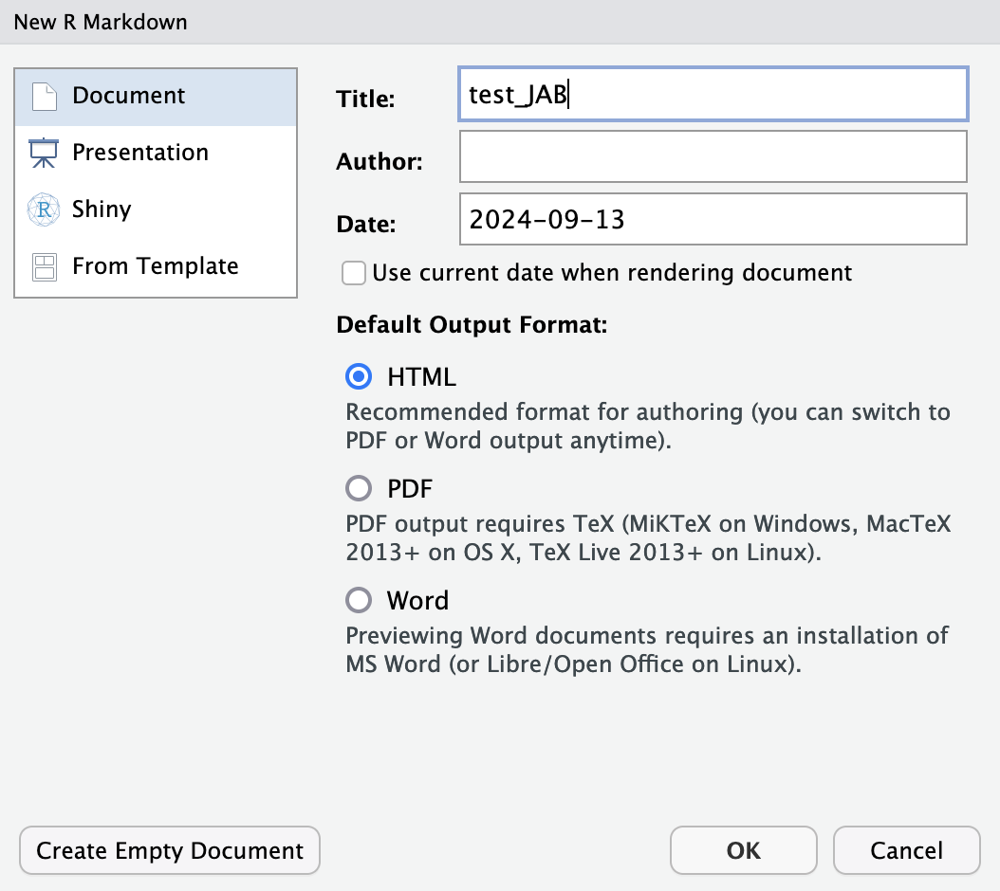 New R Markdown
Document
Presentation
R Shiny
From Template
Title: test_JAB
Author:
Date: 2024-09-13
Use current date when rendering document
Default Output Format:
HTML
Recommended format for authoring (you can switch to
PDF or Word output anytime).
PDF
PDF output requires TeX (MiKTeX on Windows, MacTeX
2013+ on OS X, TeX Live 2013+ on Linux).
Word
Previewing Word documents requires an installation of
MS Word (or Libre/Open Office on Linux).
Create Empty Document OK Cancel